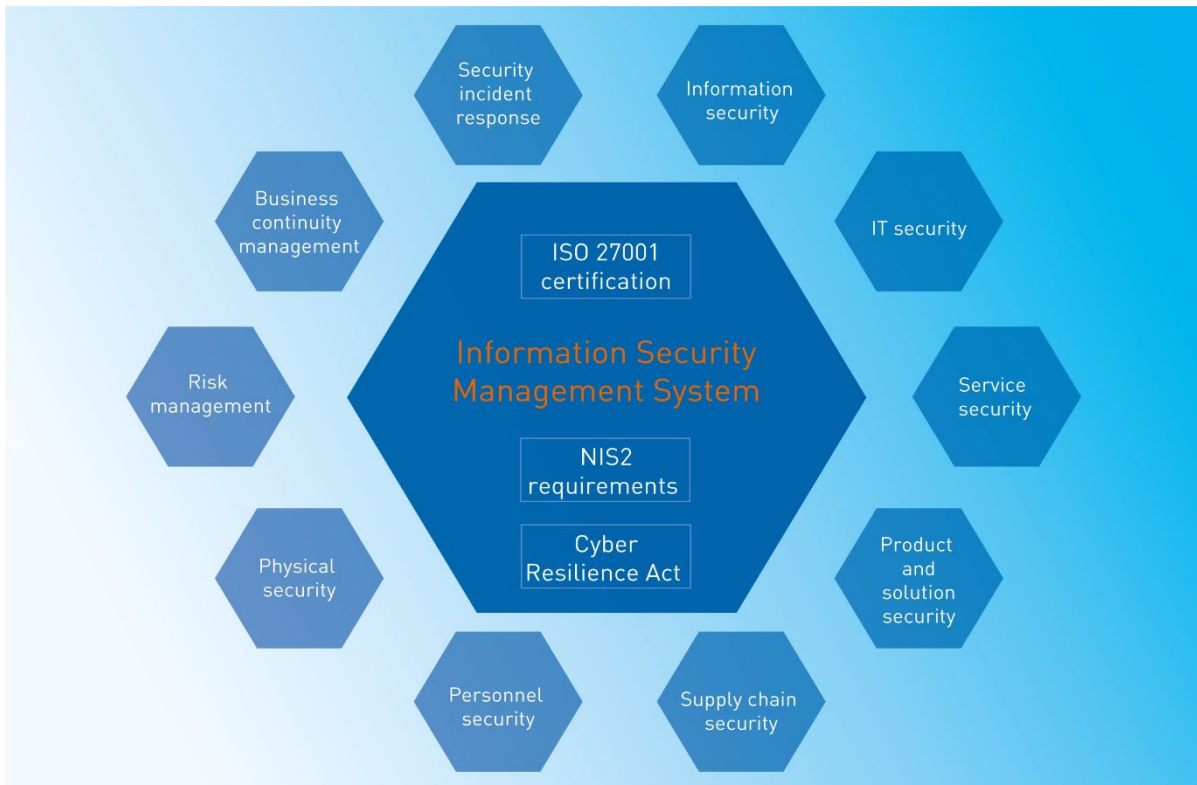 Security
incident
response
Information
security
Business
continuity
management
IT security
ISO 27001
certification
Information Security
Management System
Risk
management
Service
security
NIS2
requirements
Cyber
Resilience Act
Physical
security
Product
and
solution
security
Personnel
security
Supply chain
security